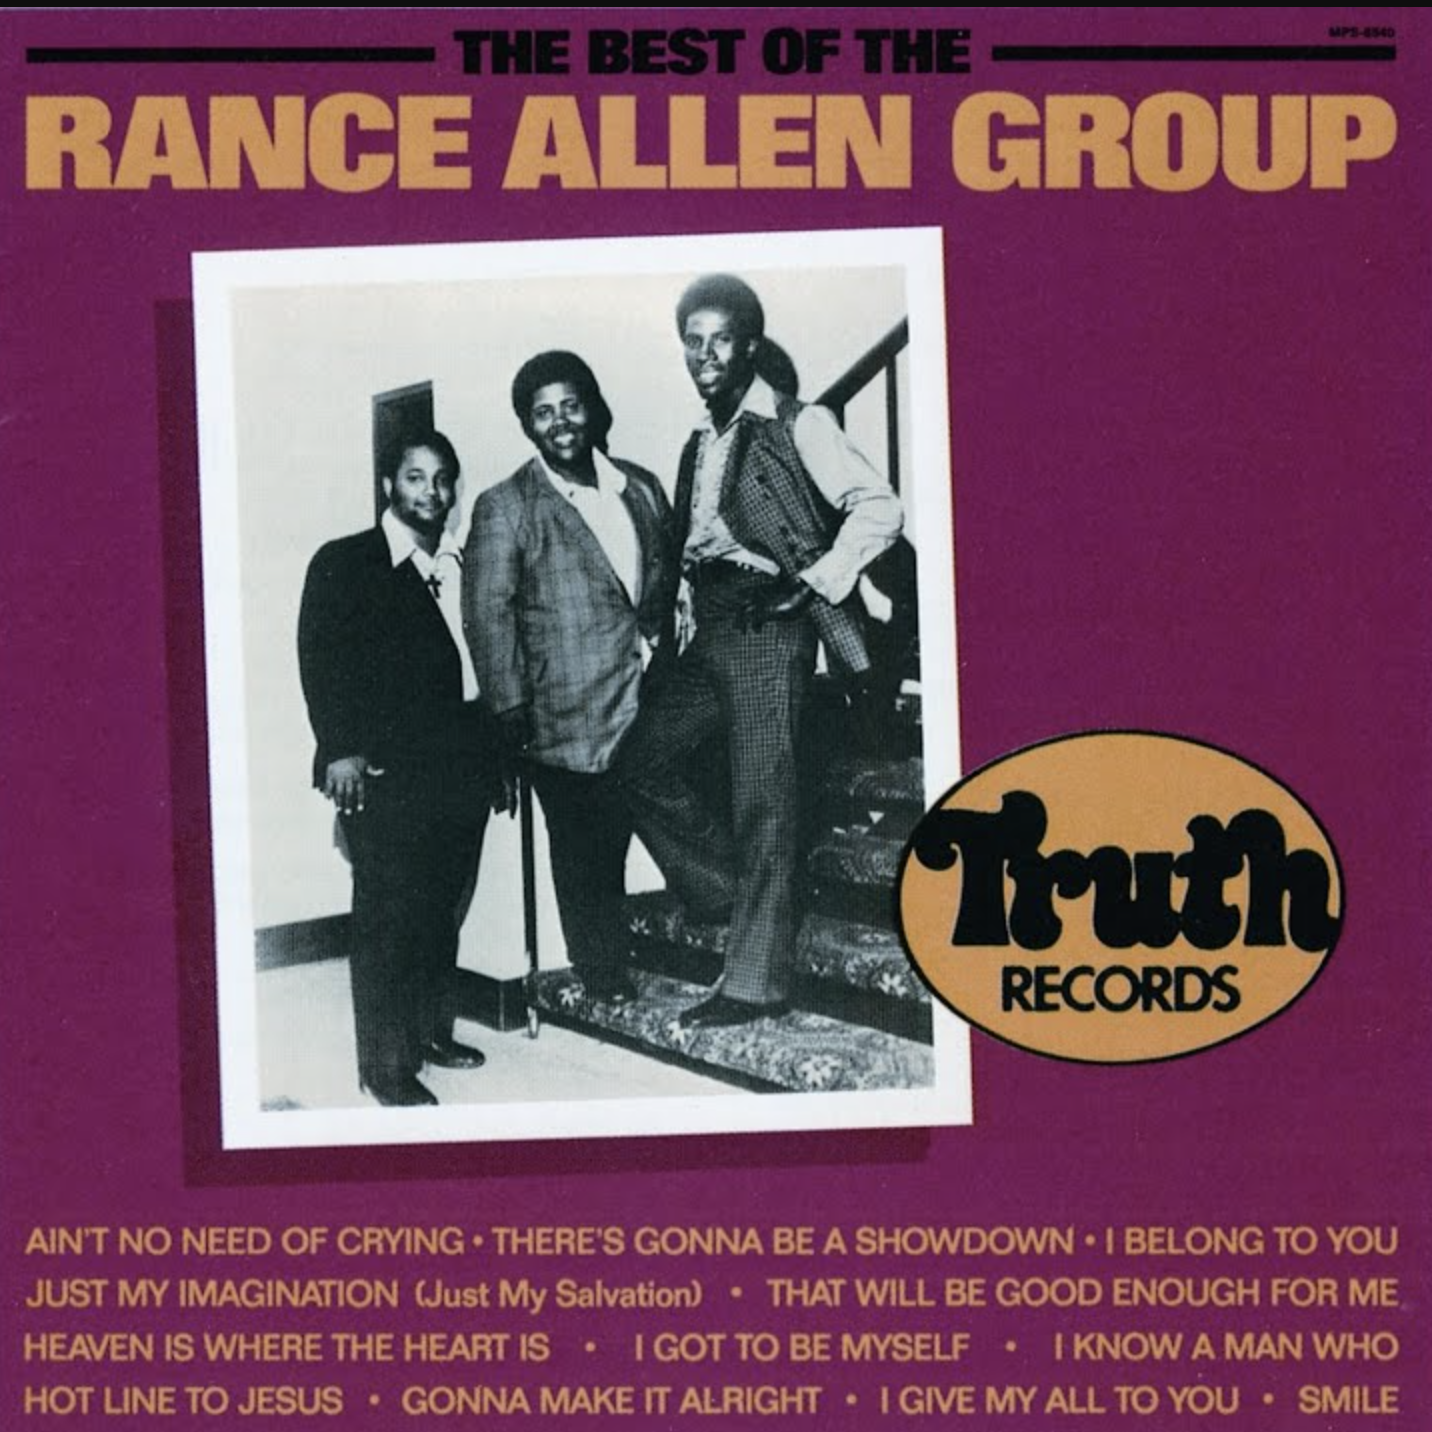 MPS-8540
THE BEST OF THE
RANCE ALLEN GROUP
Truth
RECORDS
AIN'T NO NEED OF CRYING • THERE'S GONNA BE A SHOWDOWN • I BELONG TO YOU
JUST MY IMAGINATION (Just My Salvation) • THAT WILL BE GOOD ENOUGH FOR ME
HEAVEN IS WHERE THE HEART IS • I GOT TO BE MYSELF • I KNOW A MAN WHO
HOT LINE TO JESUS • GONNA MAKE IT ALRIGHT • I GIVE MY ALL TO YOU • SMILE